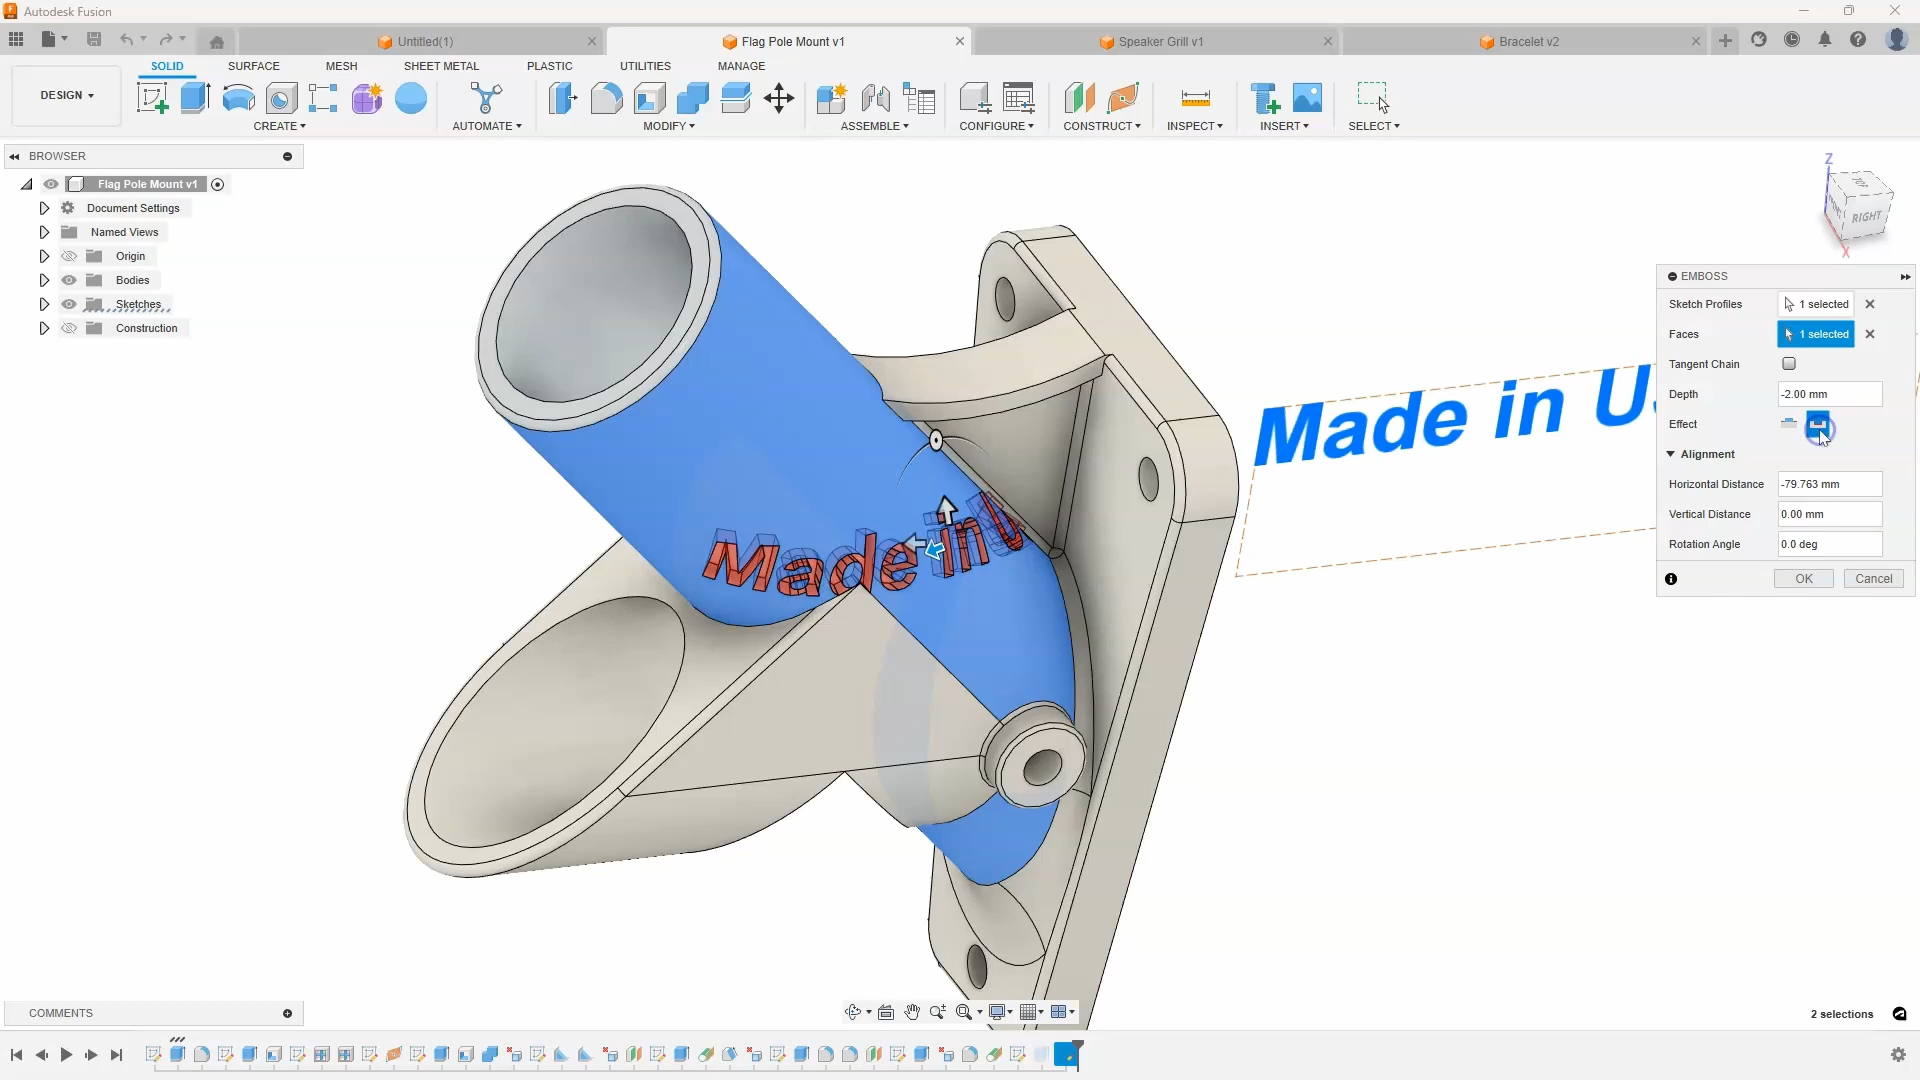 Autodesk Fusion
Untitled(1)
Flag Pole Mount v1
Speaker Grill v1
Bracelet v2
DESIGN
SOLID
SURFACE
MESH
SHEET METAL
PLASTIC
UTILITIES
MANAGE
CREATE
AUTOMATE
MODIFY
ASSEMBLE
CONFIGURE
CONSTRUCT
INSPECT
INSERT
SELECT
BROWSER
Flag Pole Mount v1
Document Settings
Named Views
Origin
Bodies
Sketches
Construction
Z
TOP
RIGHT
X
Made in U
Made in
EMBOSS
Sketch Profiles
1 selected
Faces
1 selected
Tangent Chain
Depth
-2.00 mm
Effect
Alignment
Horizontal Distance
-79.763 mm
Vertical Distance
0.00 mm
Rotation Angle
0.0 deg
OK
Cancel
COMMENTS
2 selections